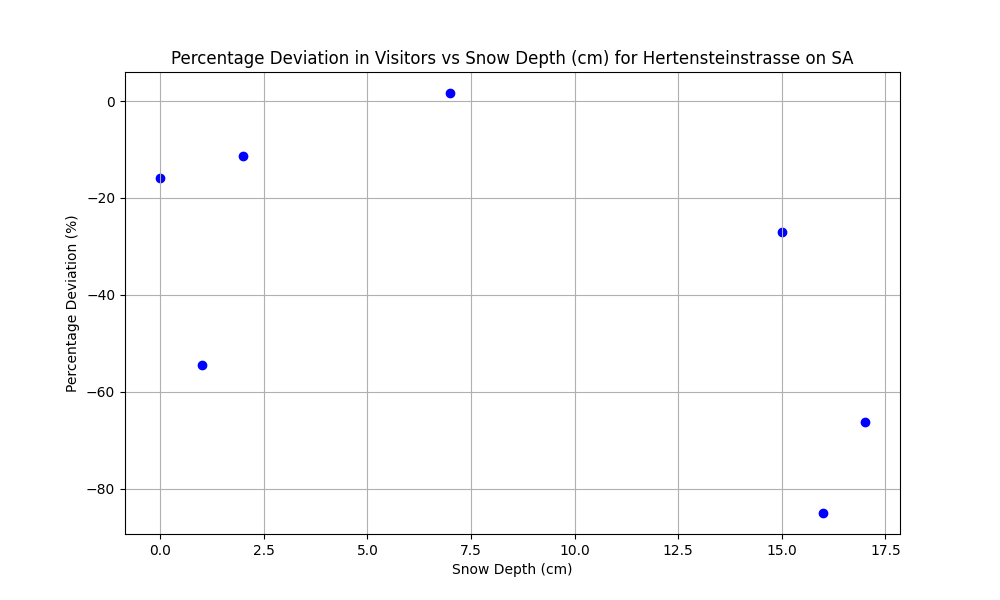 Percentage Deviation in Visitors vs Snow Depth (cm) for Hertensteinstrasse on SA
0
−20
−40
−60
−80
Percentage Deviation (%)
0.0 2.5 5.0 7.5 10.0 12.5 15.0 17.5
Snow Depth (cm)